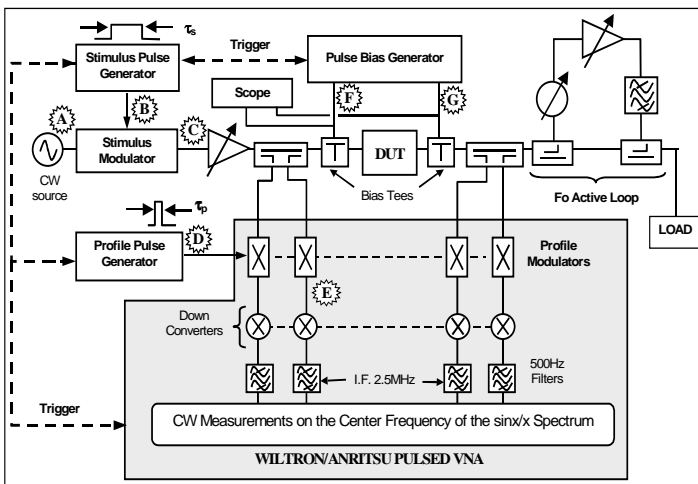 τs
Stimulus Pulse
Generator
Trigger
Pulse Bias Generator
Scope
F
G
A
B
C
Stimulus
Modulator
CW
source
DUT
Bias Tees
Fo Active Loop
LOAD
τp
Profile Pulse
Generator
D
Profile
Modulators
E
Down
Converters
I.F. 2.5MHz
500Hz
Filters
Trigger
CW Measurements on the Center Frequency of the sinx/x Spectrum
WILTRON/ANRITSU PULSED VNA